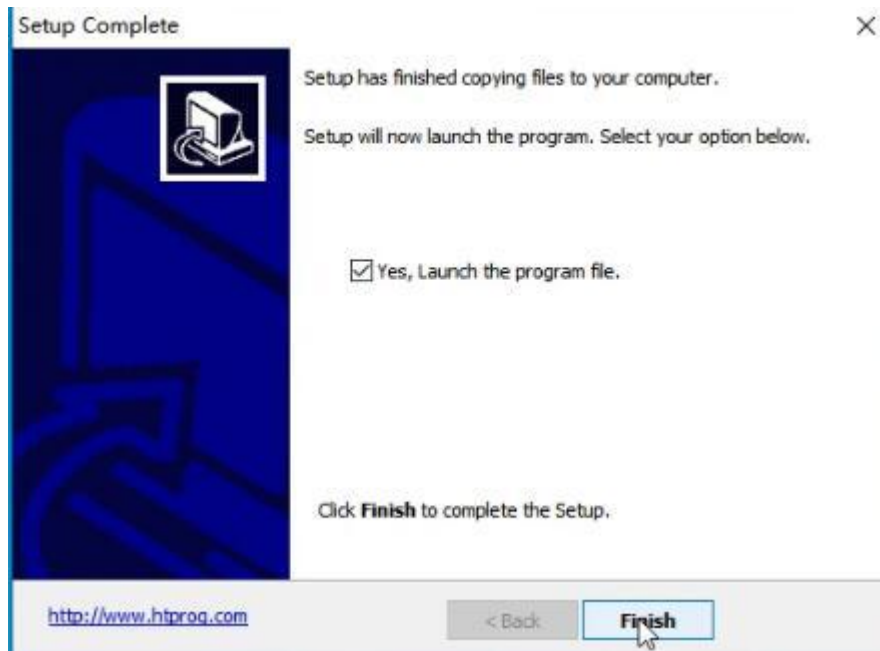 Setup Complete
Setup has finished copying files to your computer.
Setup will now launch the program. Select your option below.
Yes, Launch the program file.
Click Finish to complete the Setup.
http://www.htprog.com
< Back
Finish